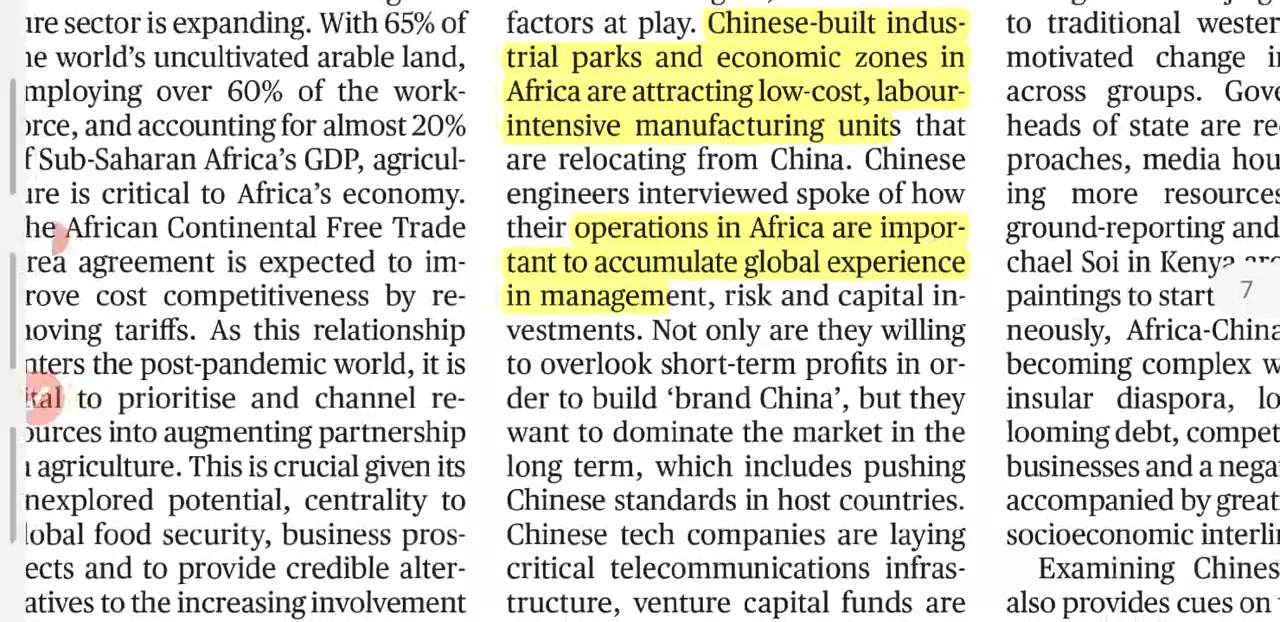 ure sector is expanding. With 65% of
he world's uncultivated arable land,
mploying over 60% of the work-
orce, and accounting for almost 20%
f Sub-Saharan Africa's GDP, agricul-
ure is critical to Africa's economy.
he African Continental Free Trade
rea agreement is expected to im-
rove cost competitiveness by re-
noving tariffs. As this relationship
nters the post-pandemic world, it is
ital to prioritise and channel re-
ources into augmenting partnership
agriculture. This is crucial given its
nexplored potential, centrality to
lobal food security, business pros-
ects and to provide credible alter-
atives to the increasing involvement
factors at play. Chinese-built indus-
trial parks and economic zones in
Africa are attracting low-cost, labour-
intensive manufacturing units that
are relocating from China. Chinese
engineers interviewed spoke of how
their operations in Africa are impor-
tant to accumulate global experience
in management, risk and capital in-
vestments. Not only are they willing
to overlook short-term profits in or-
der to build 'brand China', but they
want to dominate the market in the
long term, which includes pushing
Chinese standards in host countries.
Chinese tech companies are laying
critical telecommunications infras-
tructure, venture capital funds are
to traditional wester
motivated change i
across groups. Gove
heads of state are re
proaches, media hou
ing more resources
ground-reporting and
chael Soi in Kenya
paintings to start
7
neously, Africa-China
becoming complex w
insular diaspora, lo
looming debt, compet
businesses and a nega
accompanied by great
socioeconomic interli
Examining Chines
also provides cues on